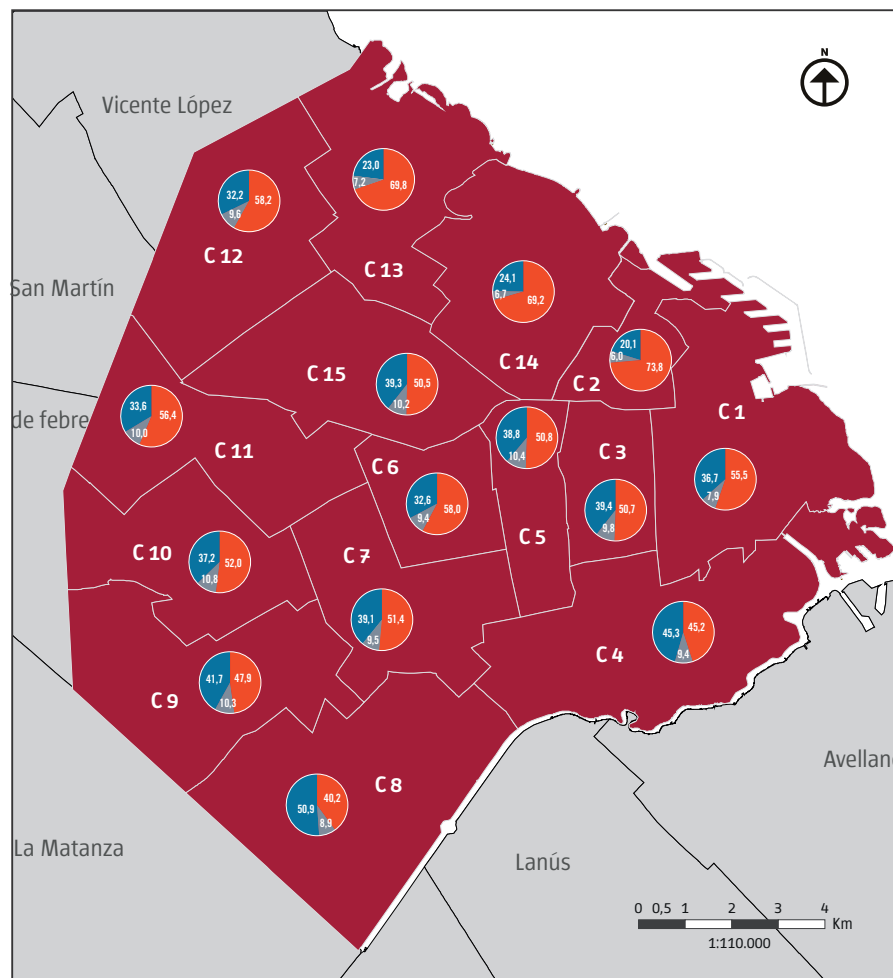 N
Vicente López
23,0
7,2
69,8
32,2
58,2
9,6
C 12
C 13
San Martín
24,1
6,7
69,2
20,1
6,0
73,8
C 14
C 2
C 15
39,3
50,5
10,2
33,6
56,4
10,0
de febre
C 1
C 11
38,8
50,8
10,4
C 3
C 6
36,7
55,5
7,9
32,6
58,0
9,4
39,4
50,7
9,8
C 5
C 10
37,2
52,0
10,8
C 7
39,1
51,4
9,5
C 4
45,3
45,2
9,4
C 9
41,7
47,9
10,3
Avellan
C 8
50,9
40,2
8,9
La Matanza
Lanús
0 0,5 1 2 3 4
Km
1:110.000